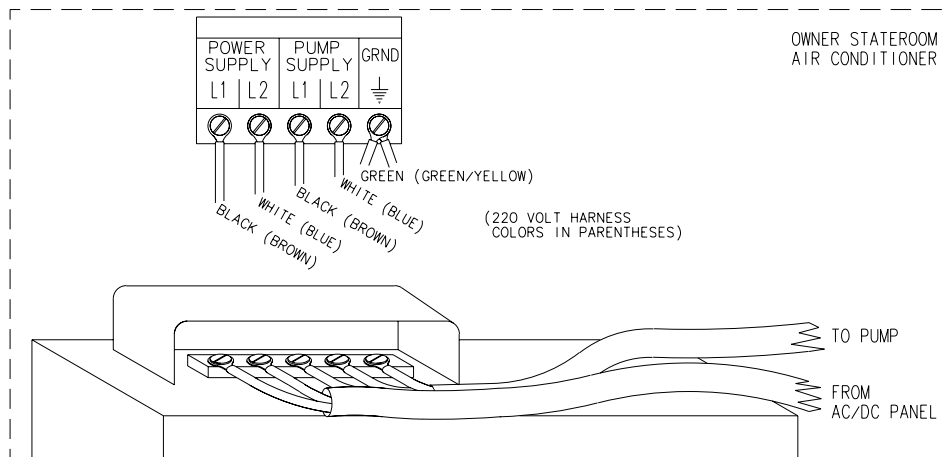 OWNER STATEROOM
AIR CONDITIONER
POWER SUPPLY
PUMP SUPPLY
GRND
L1 L2 L1 L2
GREEN (GREEN/YELLOW)
WHITE (BLUE)
BLACK (BROWN)
WHITE (BLUE)
BLACK (BROWN)
(220 VOLT HARNESS
COLORS IN PARENTHESES)
TO PUMP
FROM
AC/DC PANEL